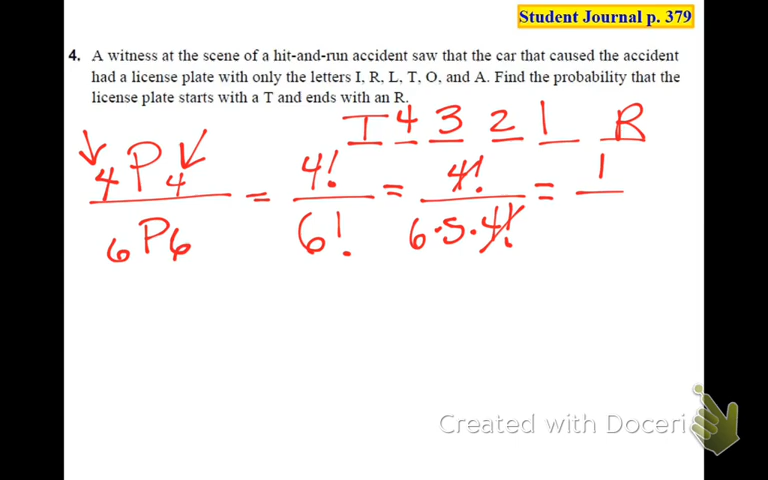 Student Journal p. 379
4. A witness at the scene of a hit-and-run accident saw that the car that caused the accident
had a license plate with only the letters I, R, L, T, O, and A. Find the probability that the
license plate starts with a T and ends with an R.
T 4 3 2 1 R
4P4 / 6P6 = 4! / 6! = 4! / 6·5·4! = 1 /
Created with Doceri